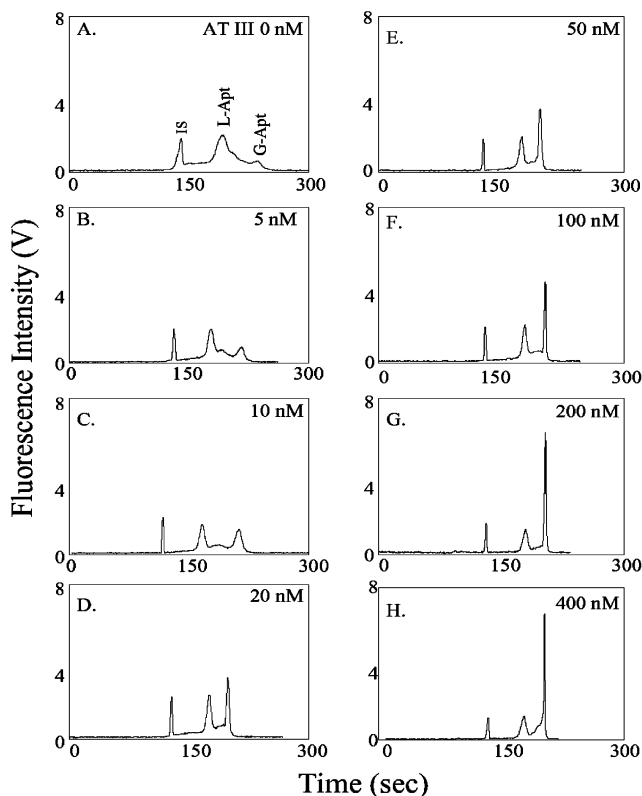 Fluorescence Intensity (V)
A.
AT III 0 nM
IS
L-Apt
G-Apt
8
4
0
0 150 300
B.
5 nM
8
4
0
0 150 300
C.
10 nM
8
4
0
0 150 300
D.
20 nM
8
4
0
0 150 300
E.
50 nM
8
4
0
0 150 300
F.
100 nM
8
4
0
0 150 300
G.
200 nM
8
4
0
0 150 300
H.
400 nM
8
4
0
0 150 300
Time (sec)